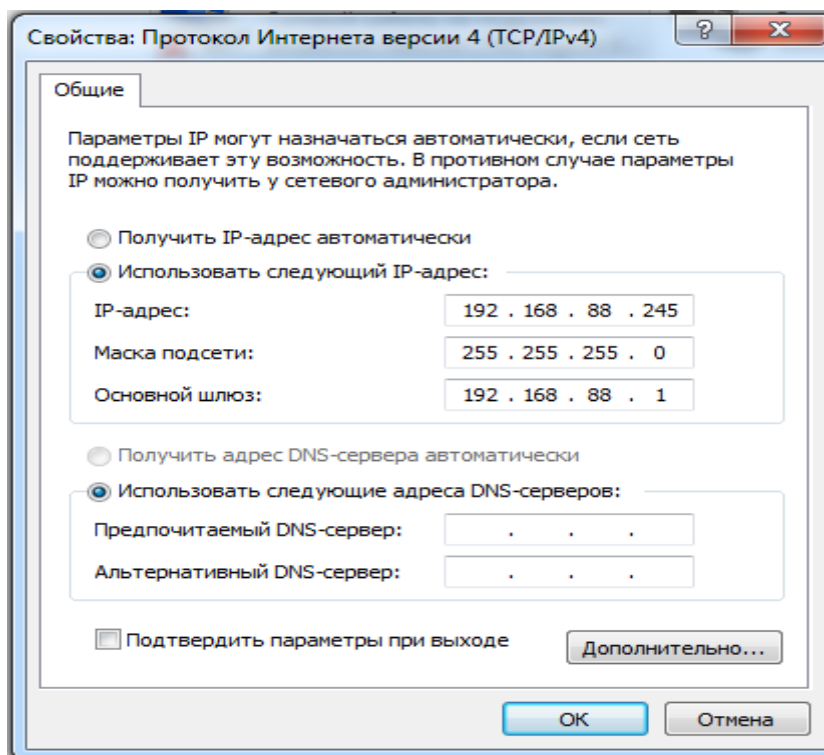 Свойства: Протокол Интернета версии 4 (TCP/IPv4)
Общие
Параметры IP могут назначаться автоматически, если сеть
поддерживает эту возможность. В противном случае параметры
IP можно получить у сетевого администратора.
Получить IP-адрес автоматически
Использовать следующий IP-адрес:
IP-адрес: 192 . 168 . 88 . 245
Маска подсети: 255 . 255 . 255 . 0
Основной шлюз: 192 . 168 . 88 . 1
Получить адрес DNS-сервера автоматически
Использовать следующие адреса DNS-серверов:
Предпочитаемый DNS-сервер: . . .
Альтернативный DNS-сервер: . . .
Подтвердить параметры при выходе
Дополнительно...
OK Отмена